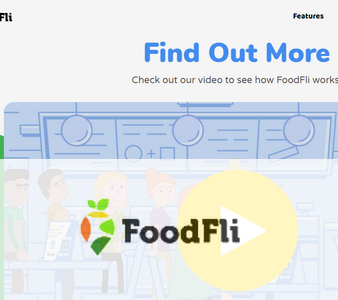 Fli
Features
Find Out More
Check out our video to see how FoodFli works
FoodFli